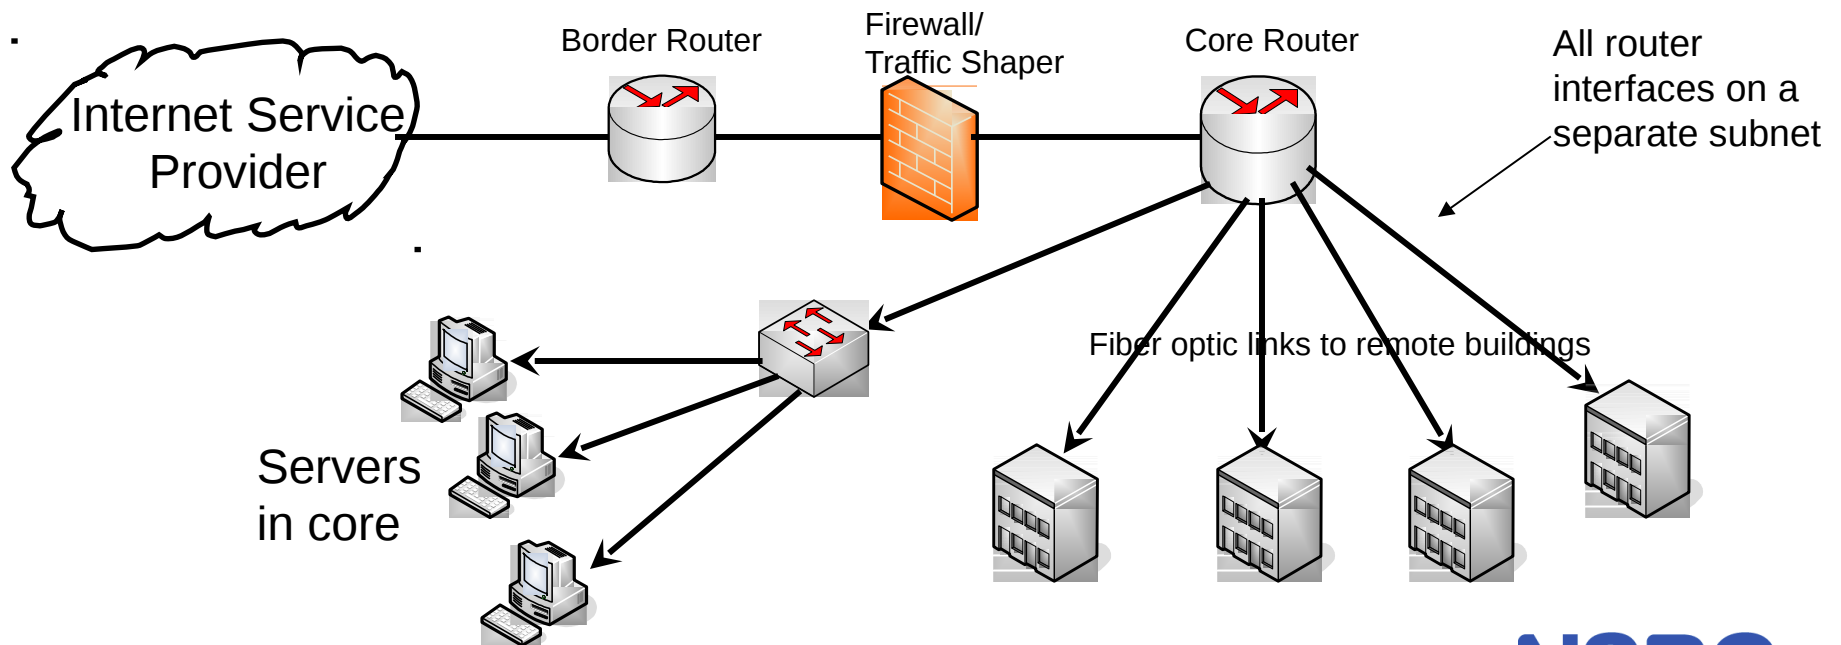 Border Router
Firewall/
Traffic Shaper
Core Router
All router
interfaces on a
separate subnet
Internet Service
Provider
Fiber optic links to remote buildings
Servers
in core